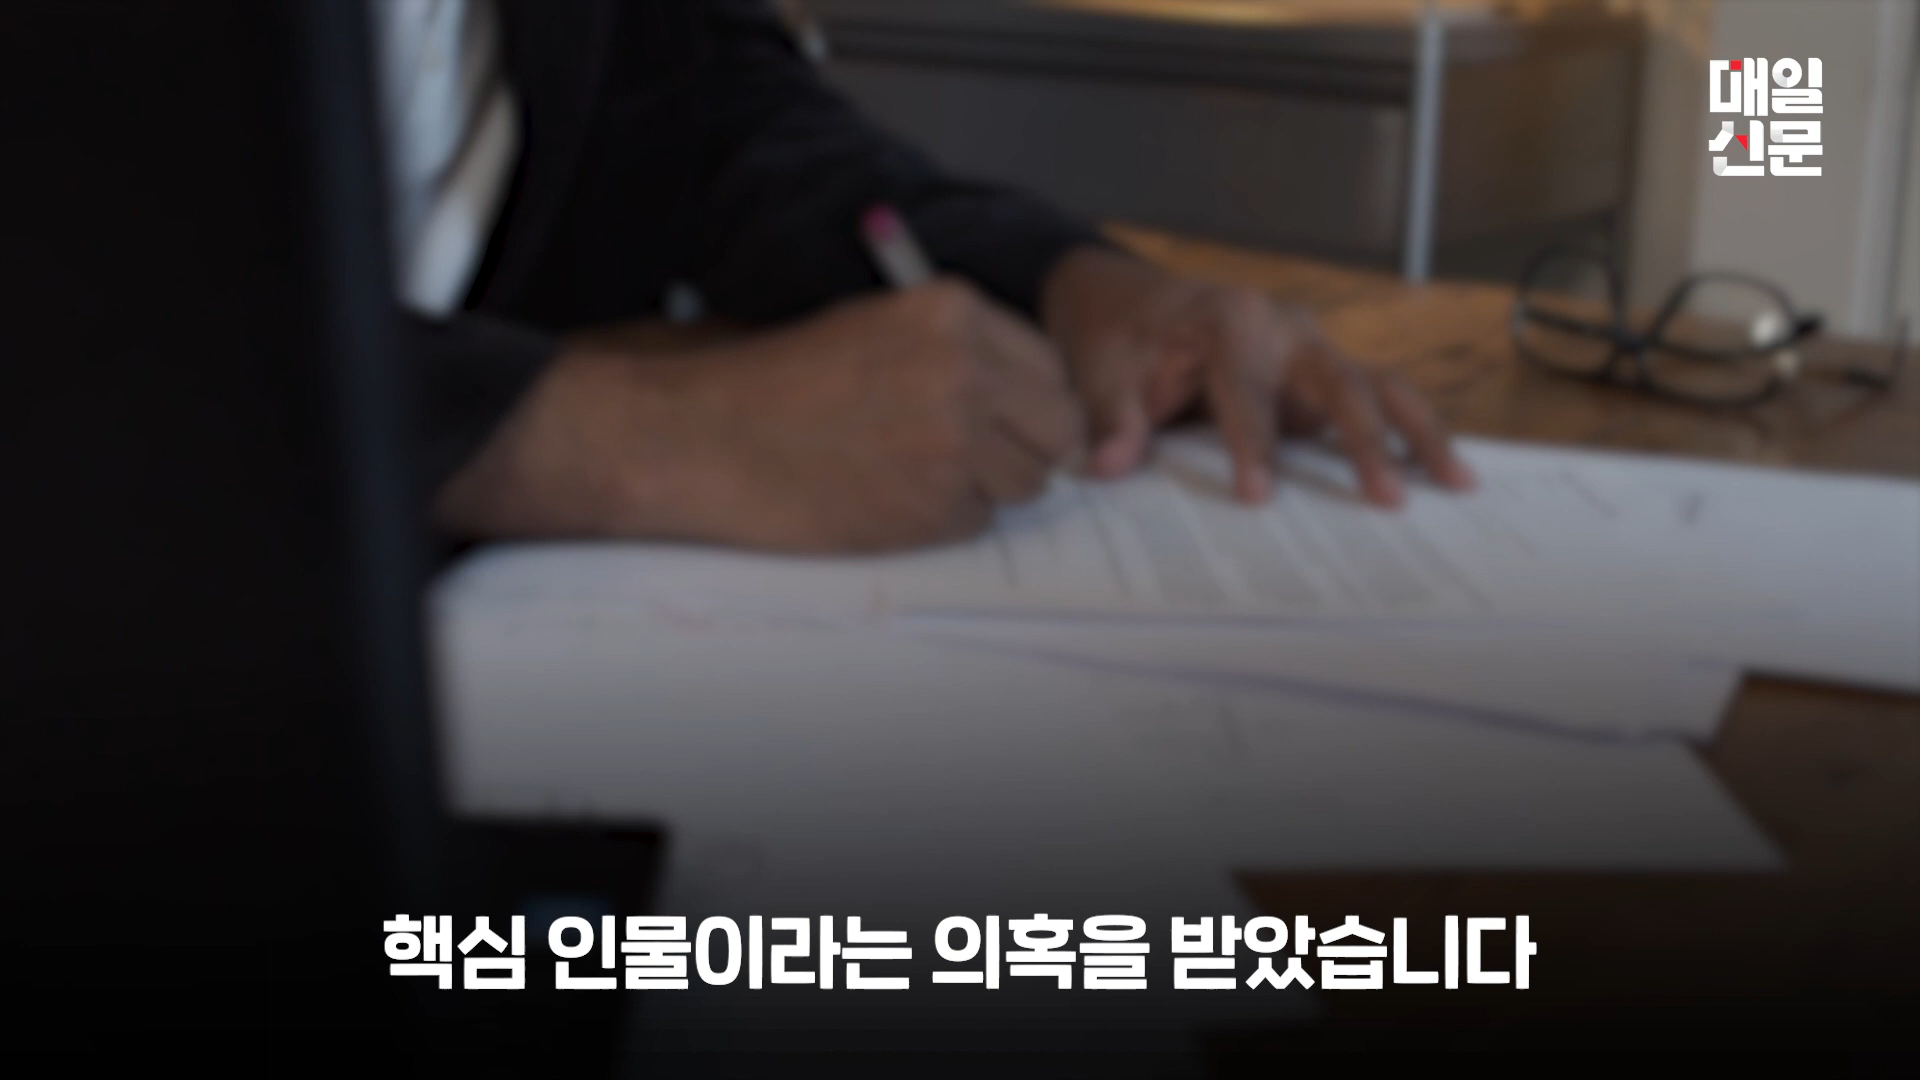 매일
신문
핵심 인물이라는 의혹을 받았습니다